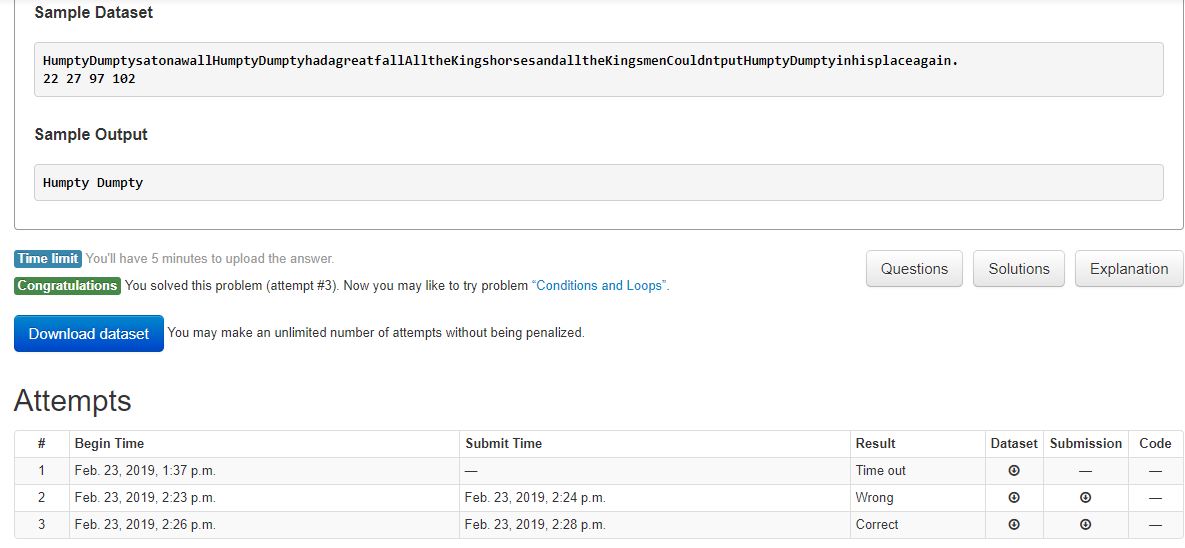 Sample Dataset
HumptyDumptysatonawallHumptyDumptyhadagreatfallAlltheKingshorsesandalltheKingsmenCouldntputHumptyDumptyinhisplaceagain.
22 27 97 102
Sample Output
Humpty Dumpty
Time limit You'll have 5 minutes to upload the answer.
Questions Solutions Explanation
Congratulations You solved this problem (attempt #3). Now you may like to try problem “Conditions and Loops”.
Download dataset You may make an unlimited number of attempts without being penalized.
Attempts
# Begin Time Submit Time Result Dataset Submission Code
1 Feb. 23, 2019, 1:37 p.m. — Time out — —
2 Feb. 23, 2019, 2:23 p.m. Feb. 23, 2019, 2:24 p.m. Wrong —
3 Feb. 23, 2019, 2:26 p.m. Feb. 23, 2019, 2:28 p.m. Correct —